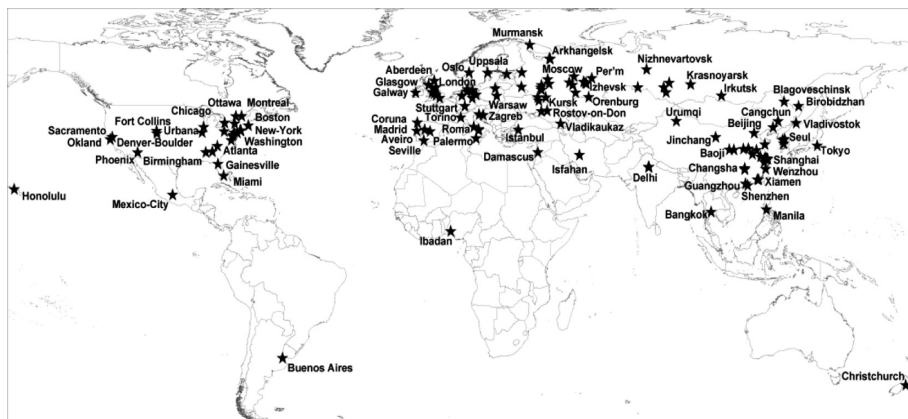 Murmansk
Arkhangelsk
Nizhnevartovsk
Aberdeen
Oslo
Uppsala
Moscow
Per'm
Krasnoyarsk
Glasgow
London
Izhevsk
Irkutsk
Galway
Blagoveschinsk
Ottawa
Montreal
Stuttgart
Warsaw
Kursk
Orenburg
Birobidzhan
Chicago
Boston
Torino
Zagreb
Rostov-on-Don
Urumqi
Cangchun
Fort Collins
Urbana
New-York
Coruna
Roma
Vladikaukaz
Beijing
Vladivostok
Sacramento
Madrid
Istanbul
Jinchang
Seul
Okland
Denver-Boulder
Washington
Aveiro
Palermo
Tokyo
Phoenix
Birmingham
Atlanta
Seville
Damascus
Baoji
Shanghai
Gainesville
Isfahan
Delhi
Changsha
Wenzhou
Miami
Guangzhou
Xiamen
Honolulu
Shenzhen
Mexico-City
Bangkok
Manila
Ibadan
Buenos Aires
Christchurch